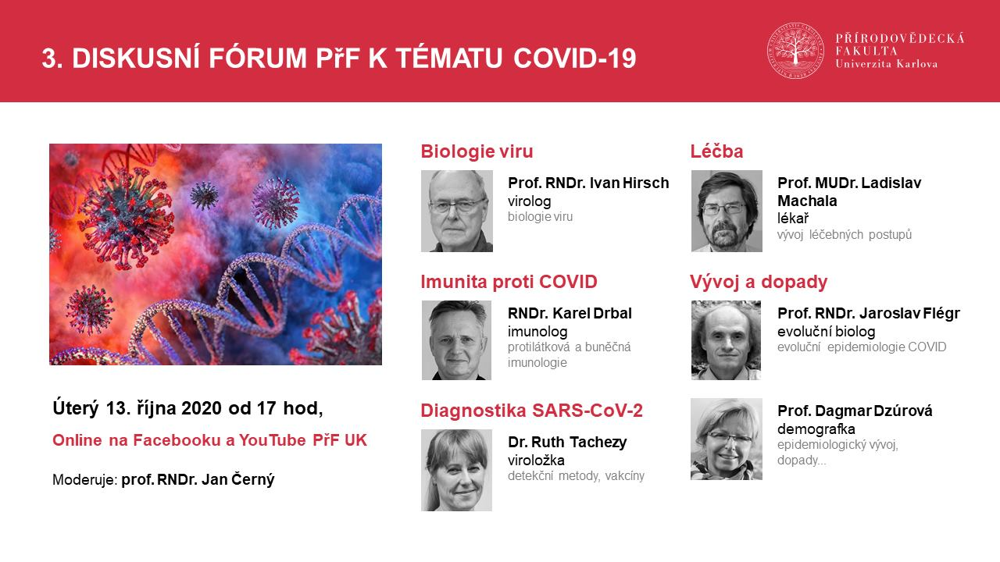 3. DISKUSNÍ FÓRUM PřF K TÉMATU COVID-19
PŘÍRODOVĚDECKÁ
FAKULTA
Univerzita Karlova
Biologie viru
Prof. RNDr. Ivan Hirsch
virolog
biologie viru
Léčba
Prof. MUDr. Ladislav
Machala
lékař
vývoj léčebných postupů
Imunita proti COVID
RNDr. Karel Drbal
imunolog
protilátková a buněčná
imunologie
Vývoj a dopady
Prof. RNDr. Jaroslav Flégr
evoluční biolog
evoluční epidemiologie COVID
Diagnostika SARS-CoV-2
Dr. Ruth Tachezy
viroložka
detekční metody, vakcíny
Prof. Dagmar Dzúrová
demografka
epidemiologický vývoj,
dopady...
Úterý 13. října 2020 od 17 hod,
Online na Facebooku a YouTube PřF UK
Moderuje: prof. RNDr. Jan Černý